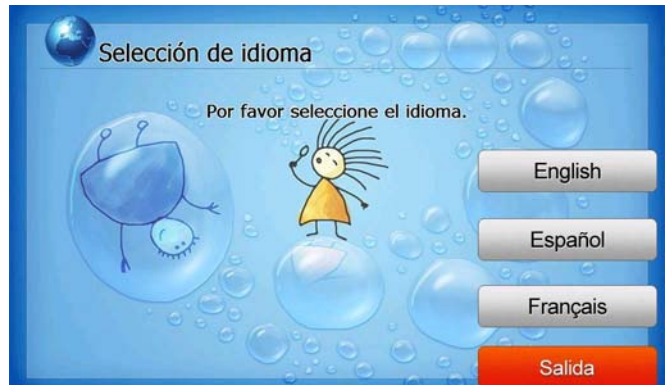 Selección de idioma
Por favor seleccione el idioma.
English
Español
Français
Salida